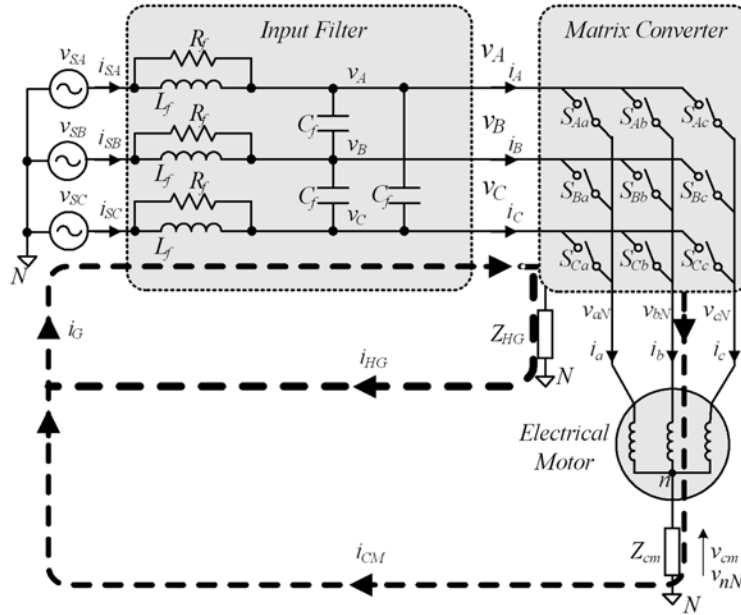 Input Filter
Matrix Converter
v_SA
i_SA
R_f
L_f
v_A
v_A
i_A
S_Aa
S_Ab
S_Ac
C_f
v_SB
i_SB
R_f
L_f
v_B
v_B
i_B
S_Ba
S_Bb
S_Bc
C_f
C_f
v_SC
i_SC
R_f
L_f
v_C
v_C
i_C
S_Ca
S_Cb
S_Cc
N
v_aN
v_bN
v_cN
i_G
Z_HG
i_a
i_b
i_c
i_HG
N
Electrical
Motor
n
i_CM
Z_cm
v_cm
v_nN
N